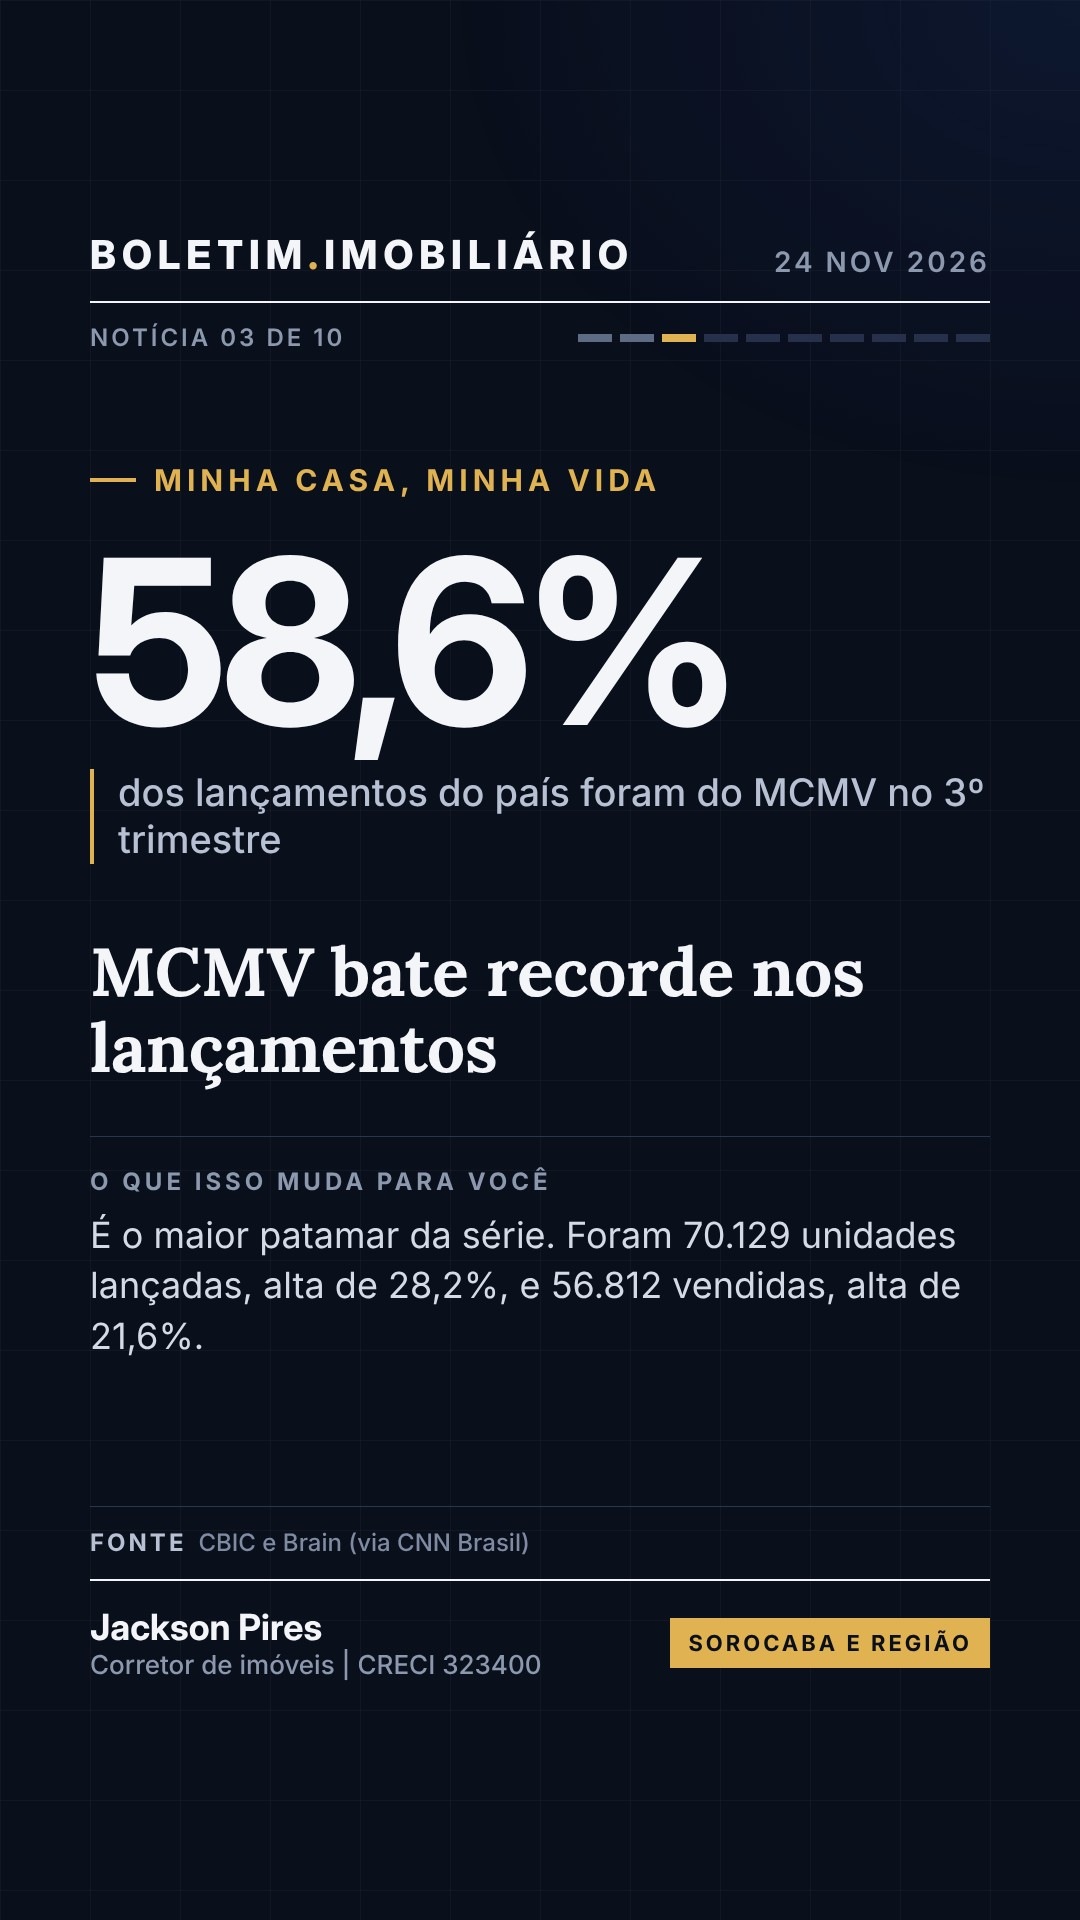 BOLETIM.IMOBILIÁRIO
24 NOV 2026
NOTÍCIA 03 DE 10
MINHA CASA, MINHA VIDA
58,6%
dos lançamentos do país foram do MCMV no 3º
trimestre
MCMV bate recorde nos
lançamentos
O QUE ISSO MUDA PARA VOCÊ
É o maior patamar da série. Foram 70.129 unidades
lançadas, alta de 28,2%, e 56.812 vendidas, alta de
21,6%.
FONTE CBIC e Brain (via CNN Brasil)
Jackson Pires
Corretor de imóveis | CRECI 323400
SOROCABA E REGIÃO